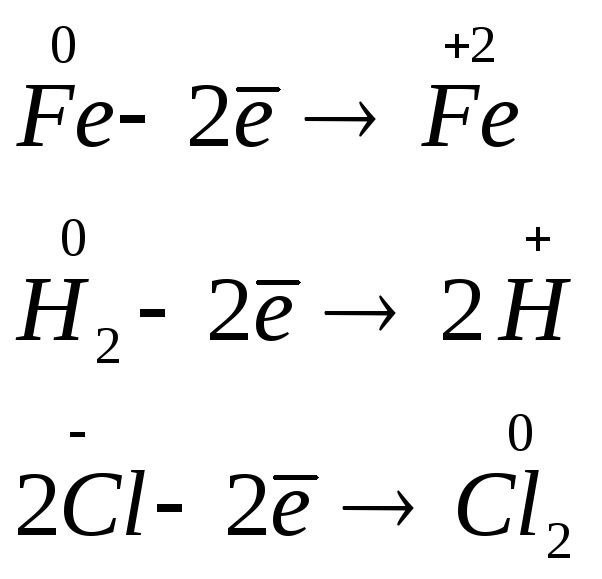 0 +2
Fe - 2e̅ → Fe
0 +
H₂ - 2e̅ → 2H
- 0
2Cl - 2e̅ → Cl₂